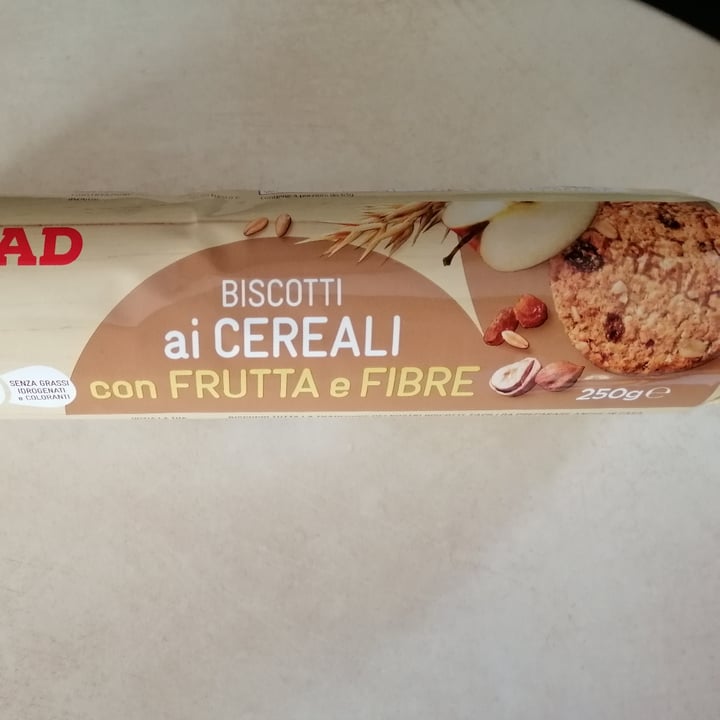 AD
BISCOTTI
ai CEREALI
con FRUTTA e FIBRE
SENZA GRASSI
IDROGENATI
e COLORANTI
250g e